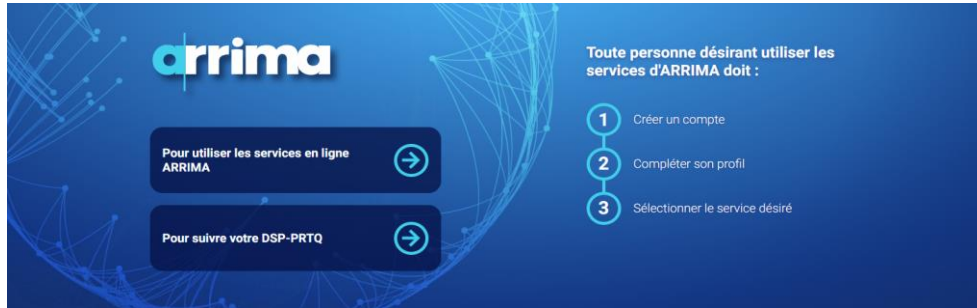 arrima
Pour utiliser les services en ligne
ARRIMA
Pour suivre votre DSP-PRTQ
Toute personne désirant utiliser les
services d'ARRIMA doit :
1 Créer un compte
2 Compléter son profil
3 Sélectionner le service désiré